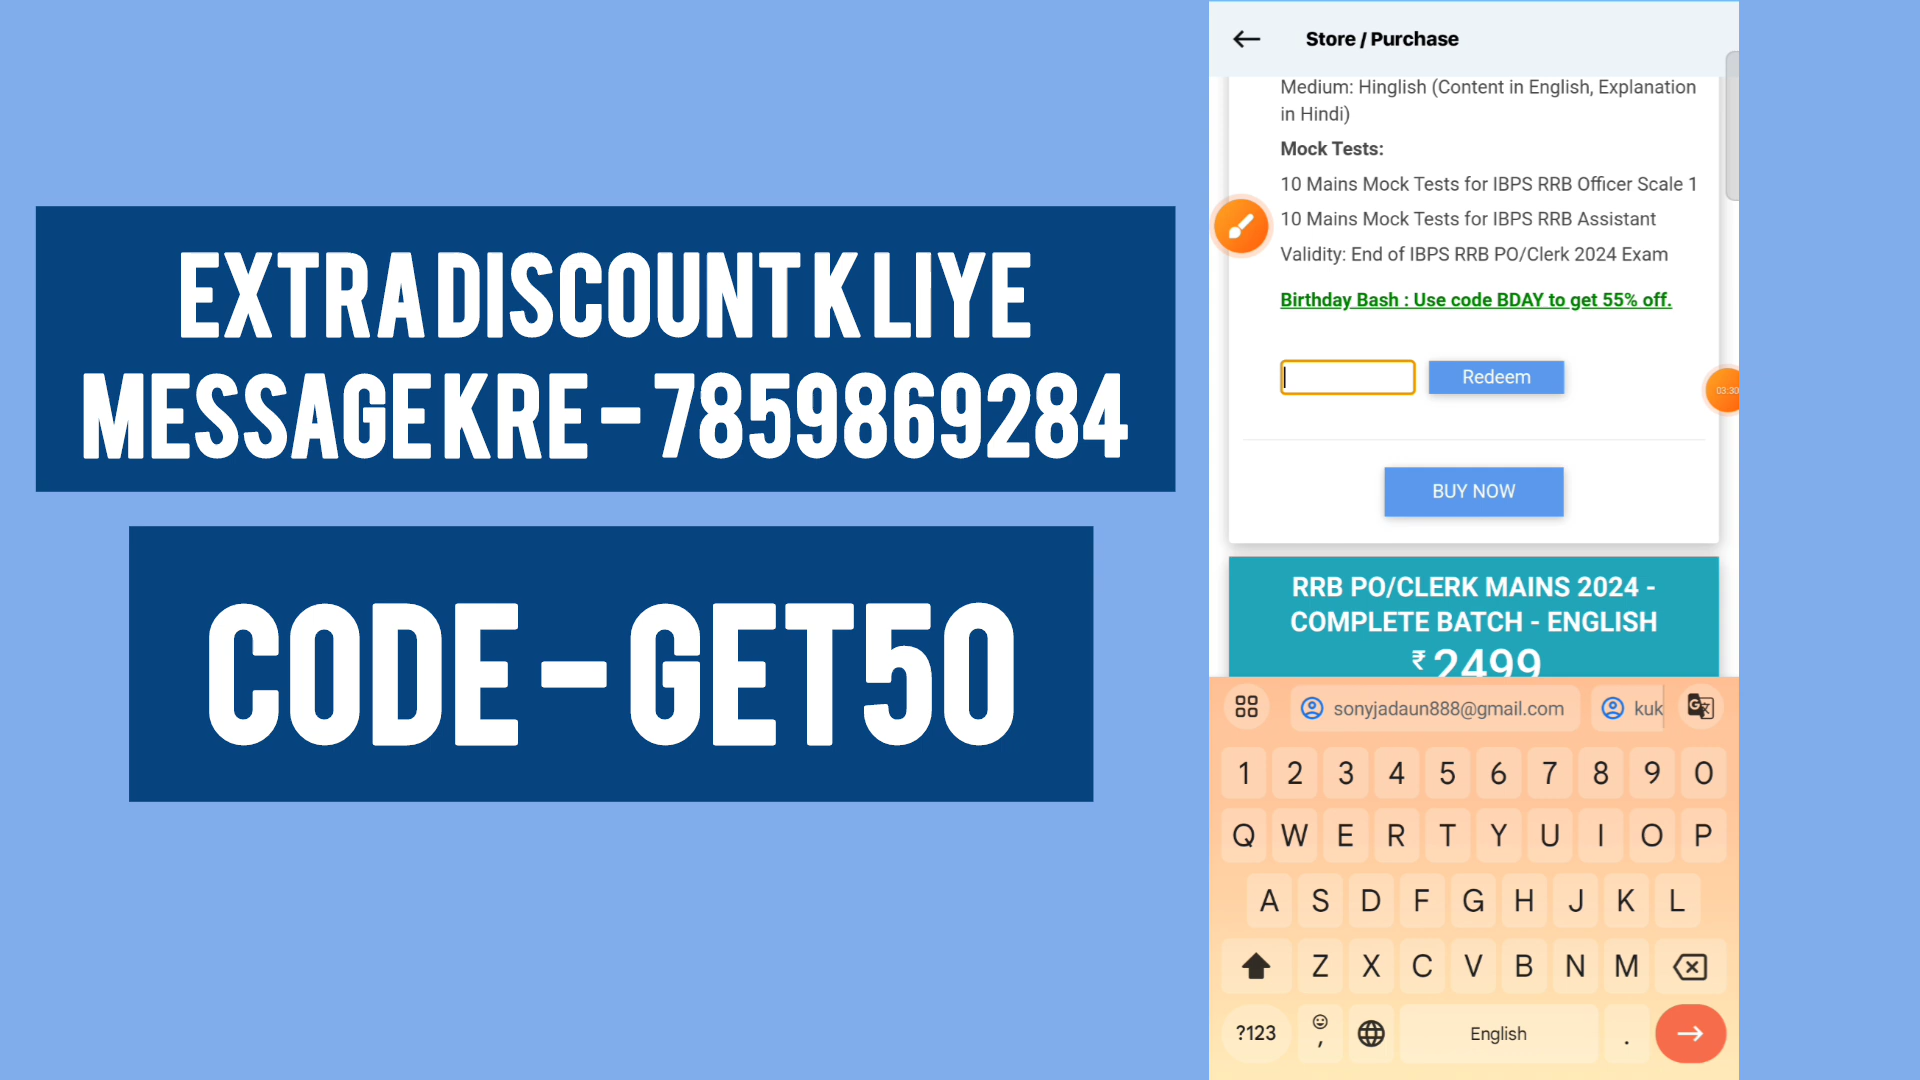 EXTRA DISCOUNT K LIYE
MESSAGE KRE - 7859869284
CODE - GET50
Store / Purchase
Medium: Hinglish (Content in English, Explanation
in Hindi)
Mock Tests:
10 Mains Mock Tests for IBPS RRB Officer Scale 1
10 Mains Mock Tests for IBPS RRB Assistant
Validity: End of IBPS RRB PO/Clerk 2024 Exam
Birthday Bash : Use code BDAY to get 55% off.
Redeem
03:30
BUY NOW
RRB PO/CLERK MAINS 2024 -
COMPLETE BATCH - ENGLISH
₹ 2499
sonyjadaun888@gmail.com kuk
1 2 3 4 5 6 7 8 9 0
Q W E R T Y U I O P
A S D F G H J K L
Z X C V B N M
?123 , English .